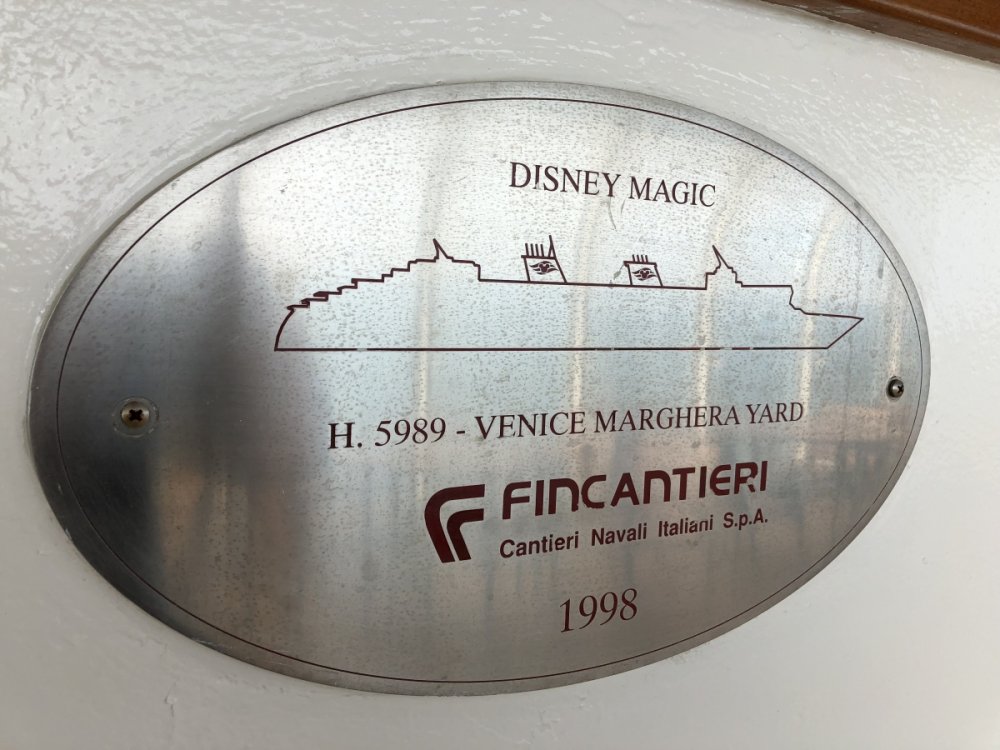 DISNEY MAGIC
H. 5989 - VENICE MARGHERA YARD
FINCANTIERI
Cantieri Navali Italiani S.p.A.
1998